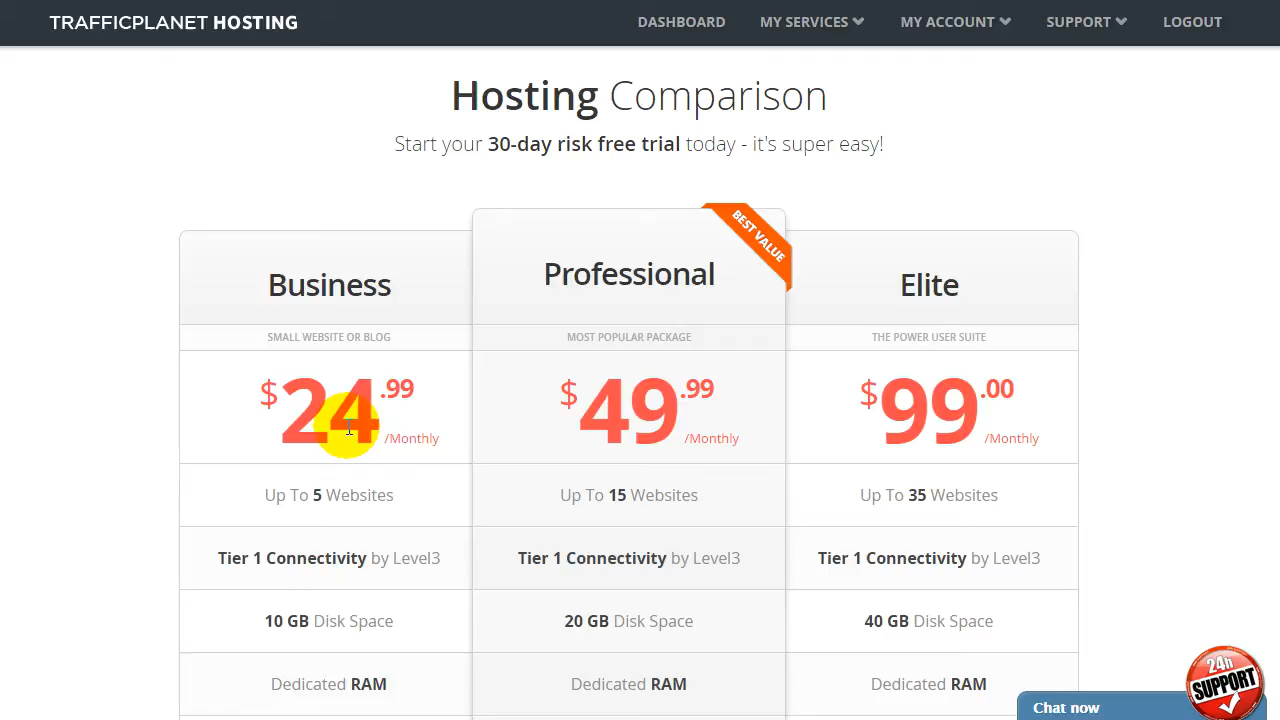 TRAFFICPLANET HOSTING
DASHBOARD MY SERVICES MY ACCOUNT SUPPORT LOGOUT
Hosting Comparison
Start your 30-day risk free trial today - it's super easy!
BEST VALUE
Business Professional Elite
SMALL WEBSITE OR BLOG MOST POPULAR PACKAGE THE POWER USER SUITE
$24.99 /Monthly $49.99 /Monthly $99.00 /Monthly
Up To 5 Websites Up To 15 Websites Up To 35 Websites
Tier 1 Connectivity by Level3 Tier 1 Connectivity by Level3 Tier 1 Connectivity by Level3
10 GB Disk Space 20 GB Disk Space 40 GB Disk Space
Dedicated RAM Dedicated RAM Dedicated RAM
24h
SUPPORT
Chat now